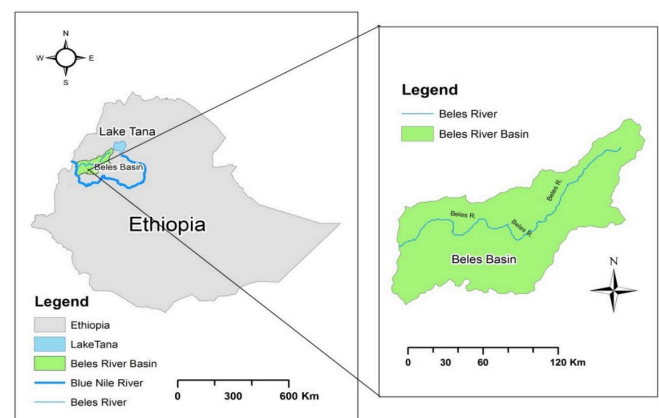 N
W E
S
Lake Tana
Beles Basin
Ethiopia
Legend
Ethiopia
LakeTana
Beles River Basin
Blue Nile River
Beles River
0 300 600 Km
Legend
Beles River
Beles River Basin
Beles R.
Beles R.
Beles R.
Beles Basin
N
0 30 60 120 KM